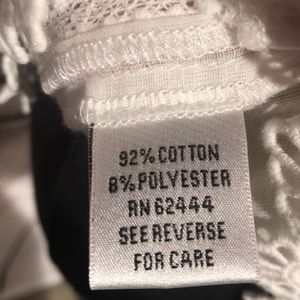 92% COTTON
8% POLYESTER
RN 62444
SEE REVERSE
FOR CARE